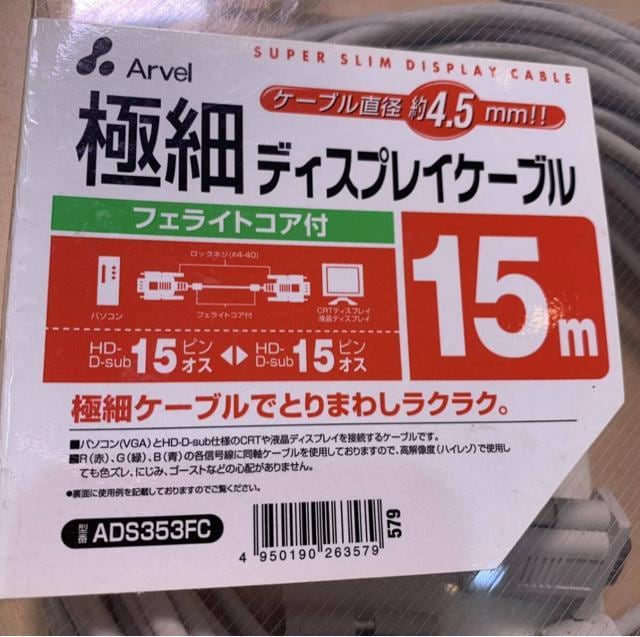 Arvel
SUPER SLIM DISPLAY CABLE
ケーブル直径 約4.5 mm!!
極細ディスプレイケーブル
フェライトコア付
15m
ロックネジ(#4-40)
パソコン
フェライトコア付
CRTディスプレイ
液晶ディスプレイ
HD-D-sub 15ピンオス HD-D-sub 15ピンオス
極細ケーブルでとりまわしラクラク。
■パソコン(VGA)とHD-D-sub仕様のCRTや液晶ディスプレイを接続するケーブルです。
■R(赤)、G(緑)、B(青)の各信号線に同軸ケーブルを使用しておりますので、高解像度(ハイレゾ)で使用し
ても色ズレ、にじみ、ゴーストなどの心配がありません。
●裏面に使用例を記載しておりますのでご覧ください。
型番 ADS353FC
4 950190 263579
579